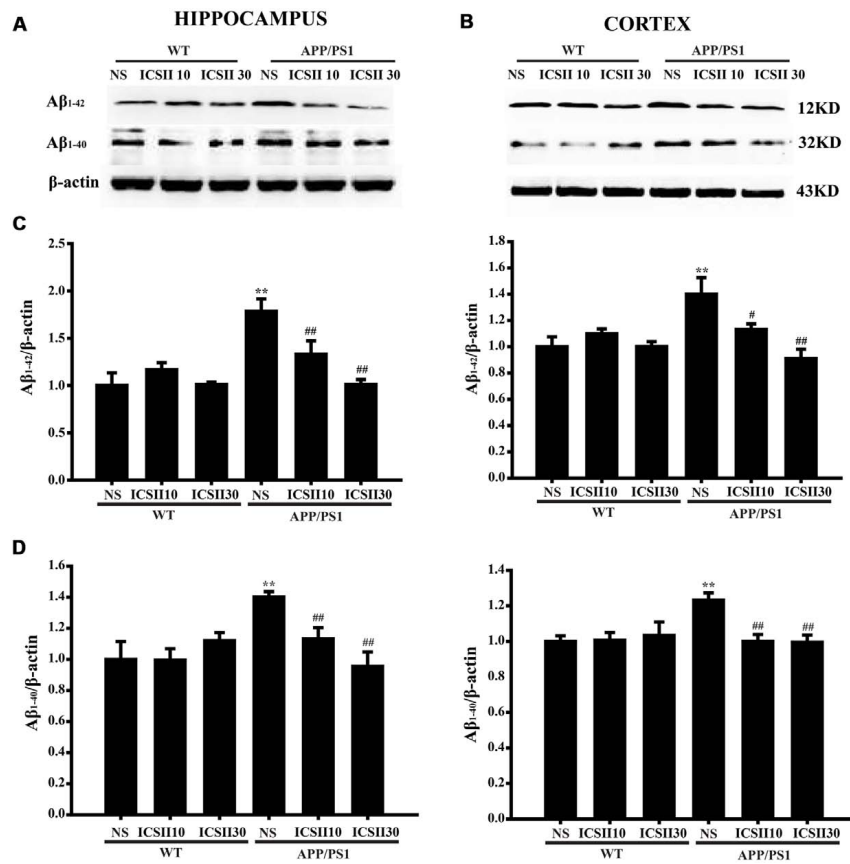 A HIPPOCAMPUS
WT APP/PS1
NS ICSII 10 ICSII 30 NS ICSII 10 ICSII 30
Aβ1-42
Aβ1-40
β-actin
B CORTEX
WT APP/PS1
NS ICSII 10 ICSII 30 NS ICSII 10 ICSII 30
12KD
32KD
43KD
C
Aβ1-42/β-actin
2.5
2.0
1.5
1.0
0.5
0.0
**
##
##
NS ICSII10 ICSII30 NS ICSII10 ICSII30
WT APP/PS1
Aβ1-42/β-actin
1.8
1.6
1.4
1.2
1.0
0.8
0.6
0.4
0.2
0.0
**
#
##
NS ICSII10 ICSII30 NS ICSII10 ICSII30
WT APP/PS1
D
Aβ1-40/β-actin
1.6
1.4
1.2
1.0
0.8
0.6
0.4
0.2
0.0
**
##
##
NS ICSII10 ICSII30 NS ICSII10 ICSII30
WT APP/PS1
Aβ1-40/β-actin
1.4
1.2
1.0
0.8
0.6
0.4
0.2
0.0
**
##
##
NS ICSII10 ICSII30 NS ICSII10 ICSII30
WT APP/PS1